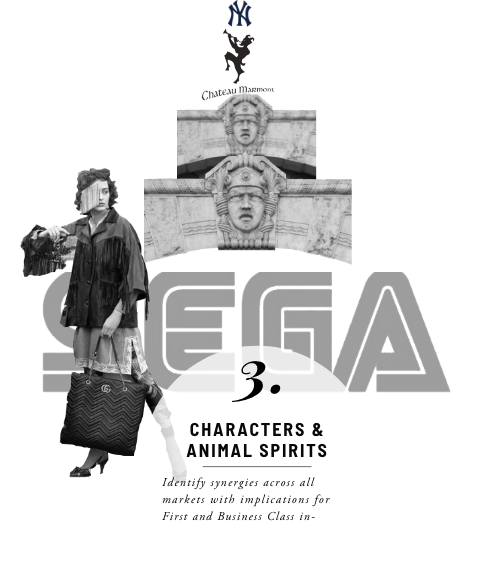 NY
Chateau Marmont
SEGA
3.
CHARACTERS &
ANIMAL SPIRITS
Identify synergies across all
markets with implications for
First and Business Class in-